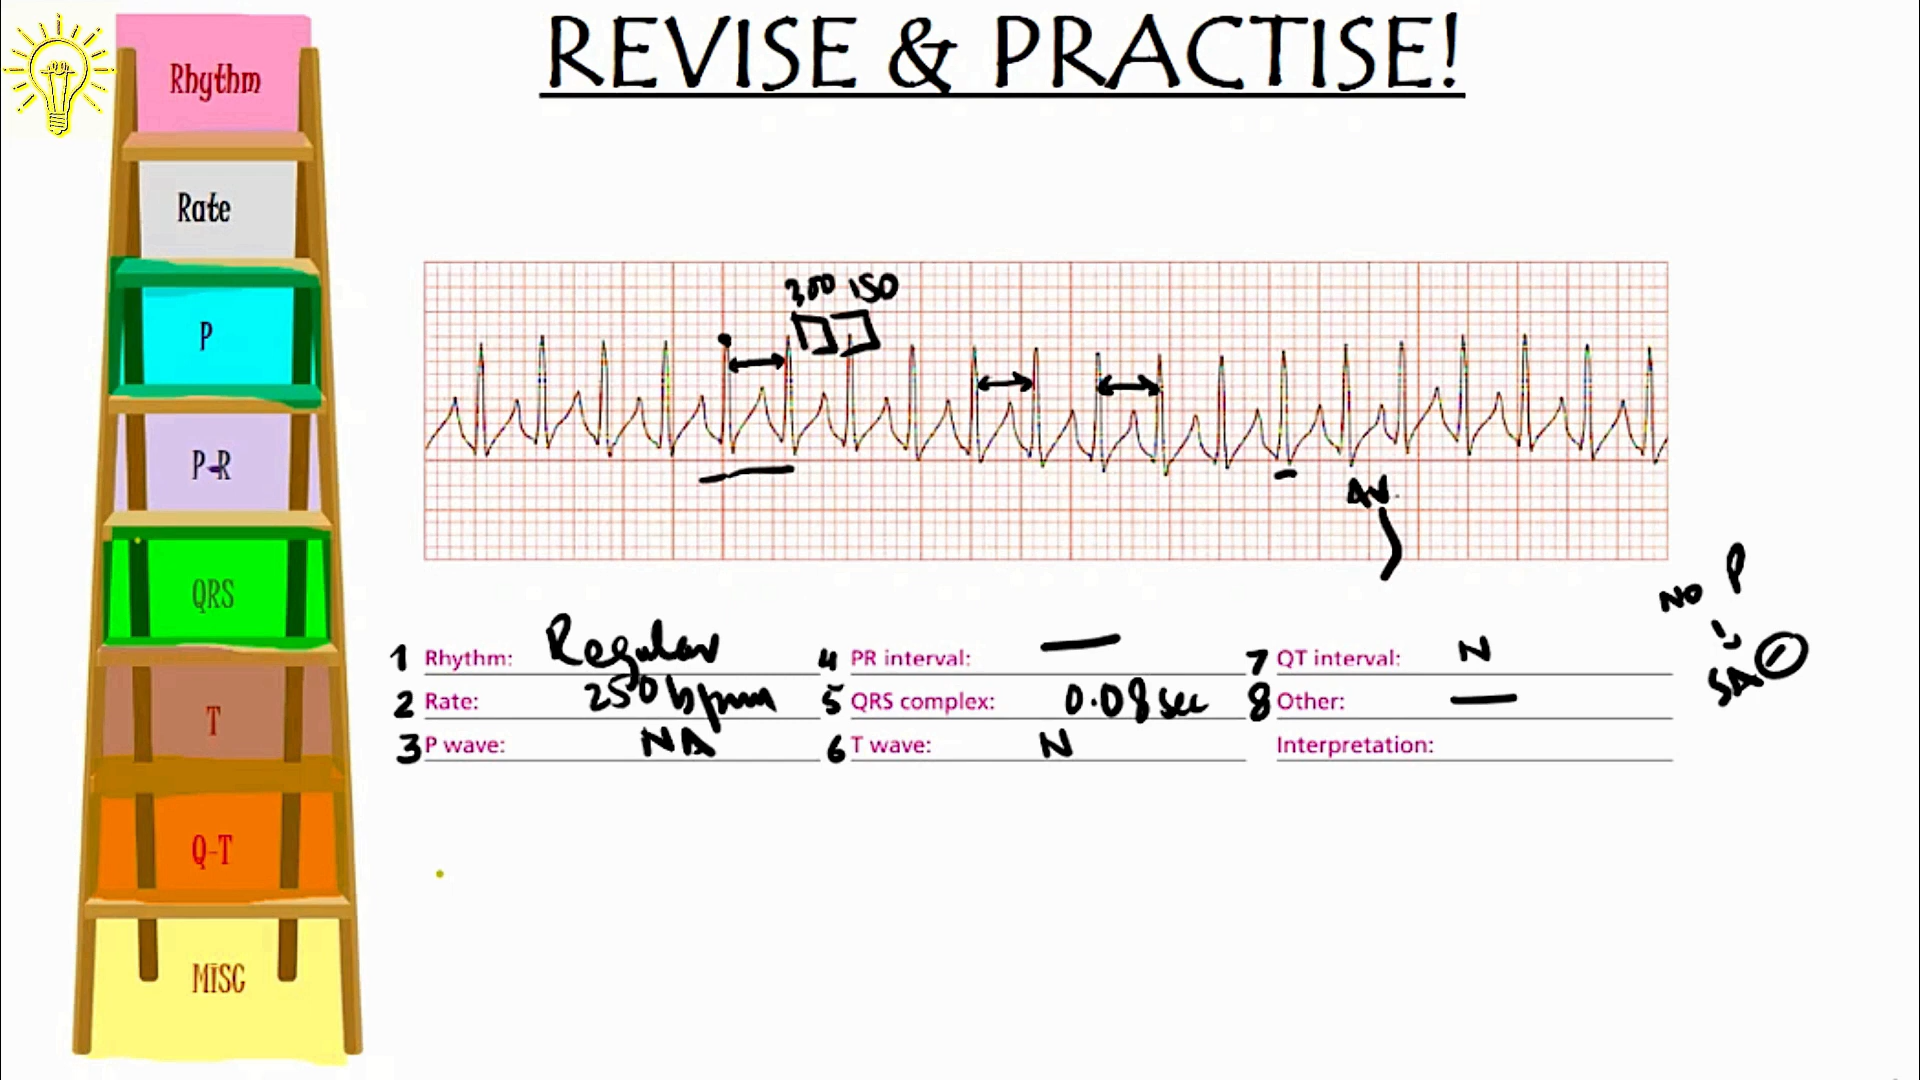 REVISE & PRACTISE!
Rhythm
Rate
P
P-R
QRS
T
Q-T
MISC
300 150
AV
NO P
SA
1 Rhythm: Regular
2 Rate: 250 bpm
3 P wave: NA
4 PR interval: —
5 QRS complex: 0.08 sec
6 T wave: N
7 QT interval: N
8 Other: —
Interpretation: